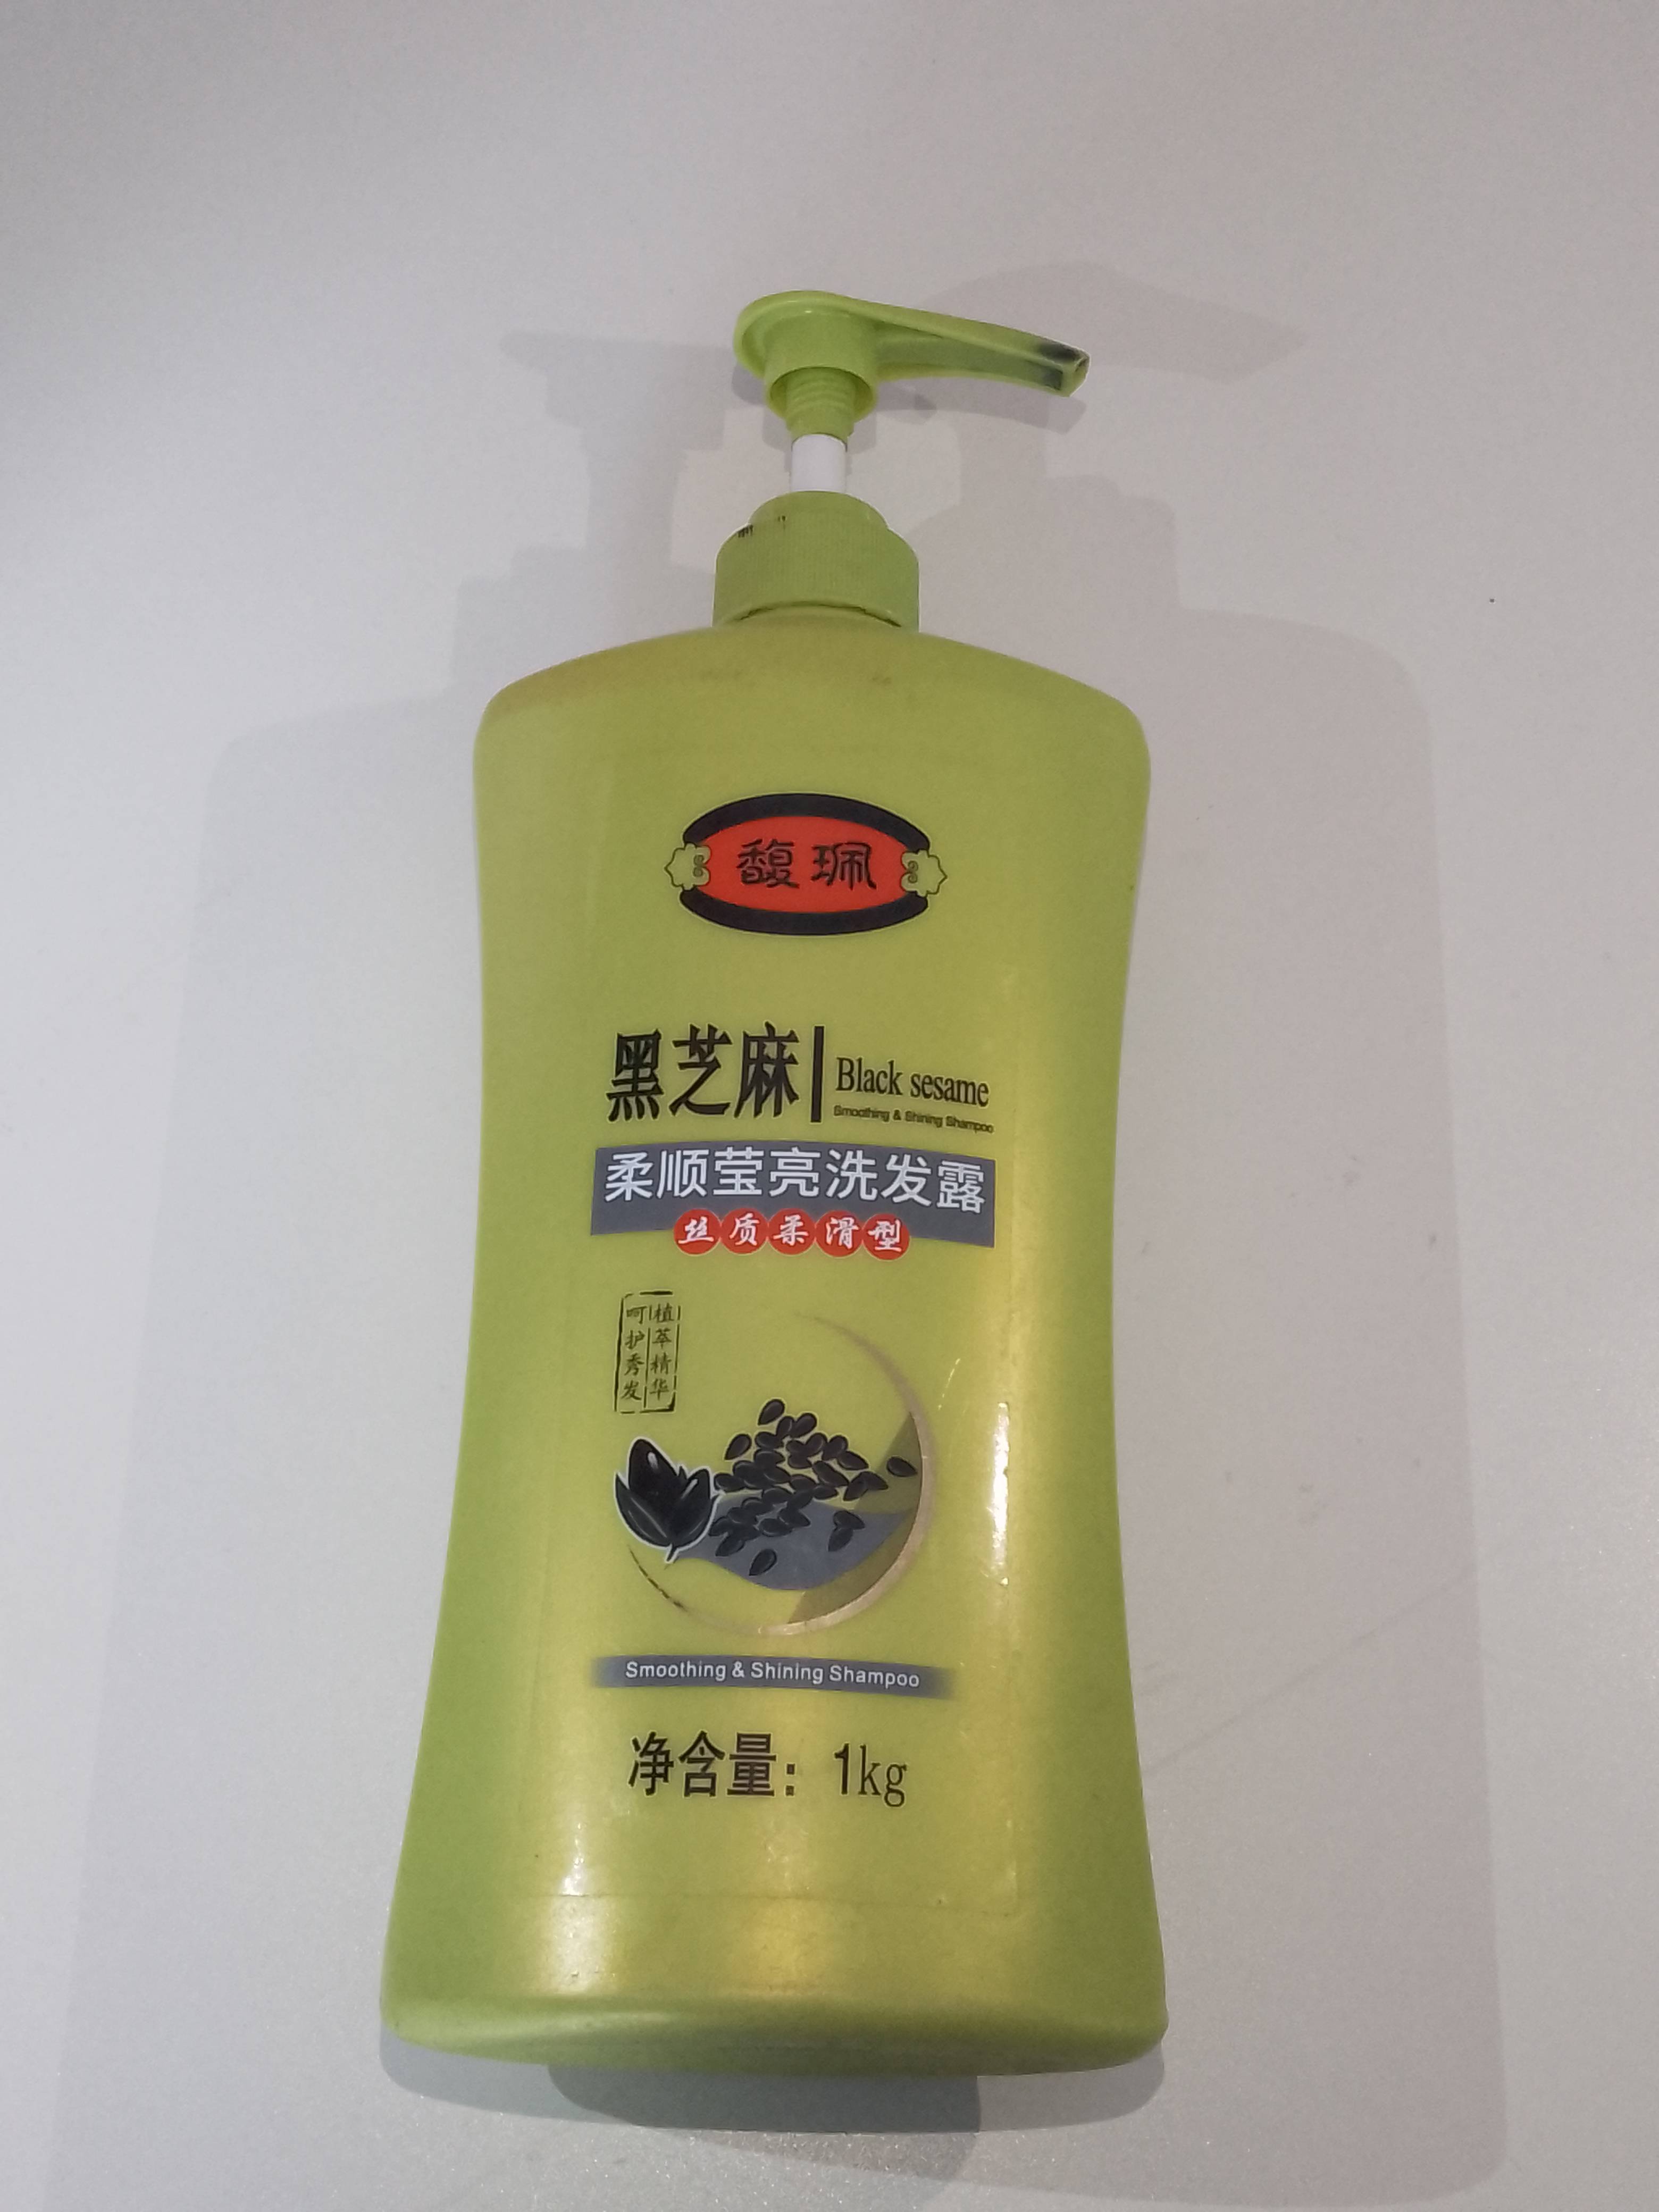 馥珮
黑芝麻
Black sesame
Smoothing & Shining Shampoo
柔顺莹亮洗发露
丝质柔滑型
植萃精华
呵护秀发
Smoothing & Shining Shampoo
净含量：1kg